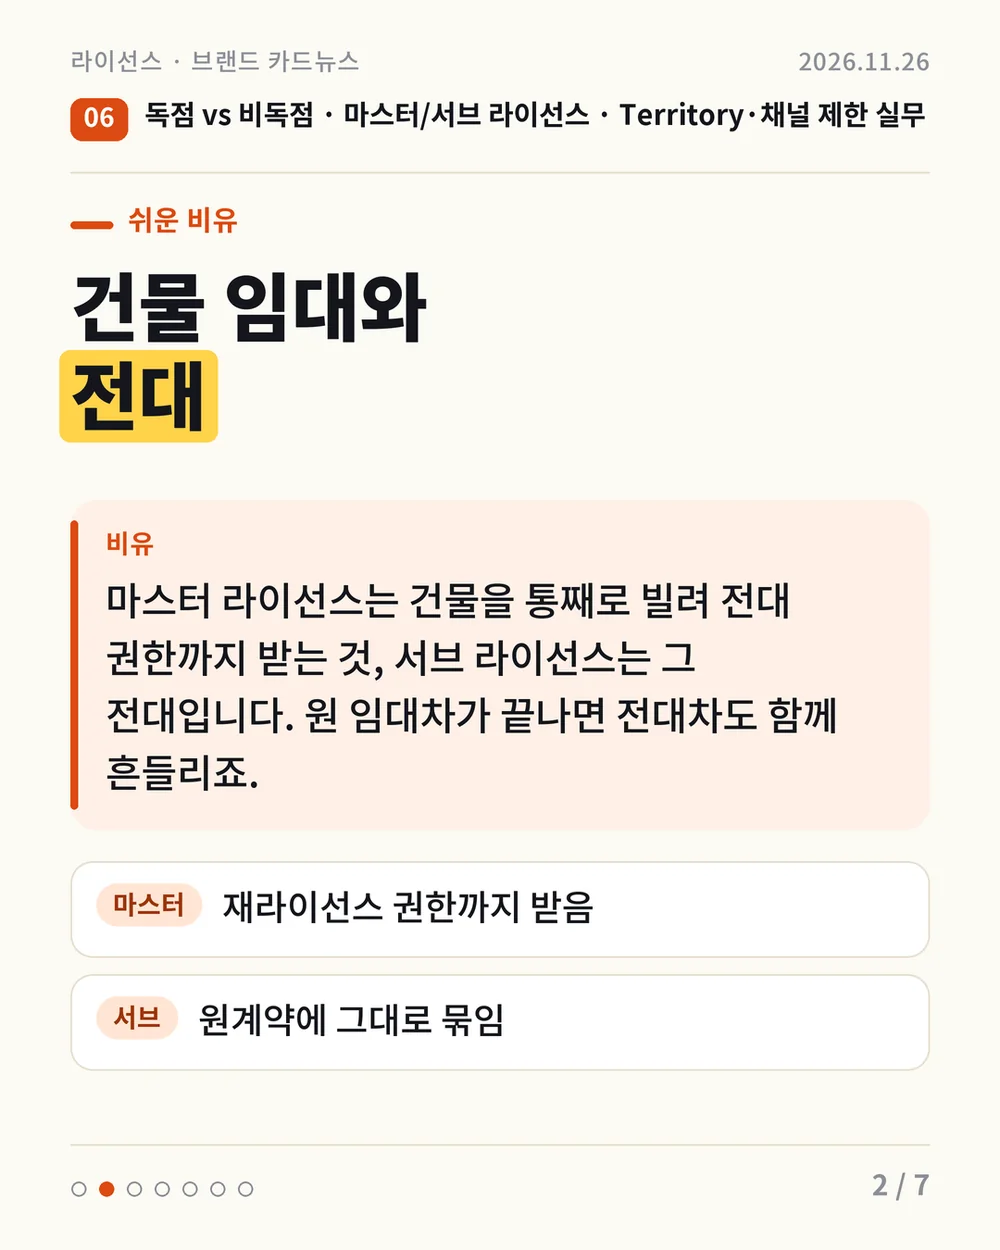 라이선스 · 브랜드 카드뉴스
2026.11.26
06 독점 vs 비독점 · 마스터/서브 라이선스 · Territory·채널 제한 실무
쉬운 비유
건물 임대와
전대
비유
마스터 라이선스는 건물을 통째로 빌려 전대
권한까지 받는 것, 서브 라이선스는 그
전대입니다. 원 임대차가 끝나면 전대차도 함께
흔들리죠.
마스터 재라이선스 권한까지 받음
서브 원계약에 그대로 묶임
2 / 7